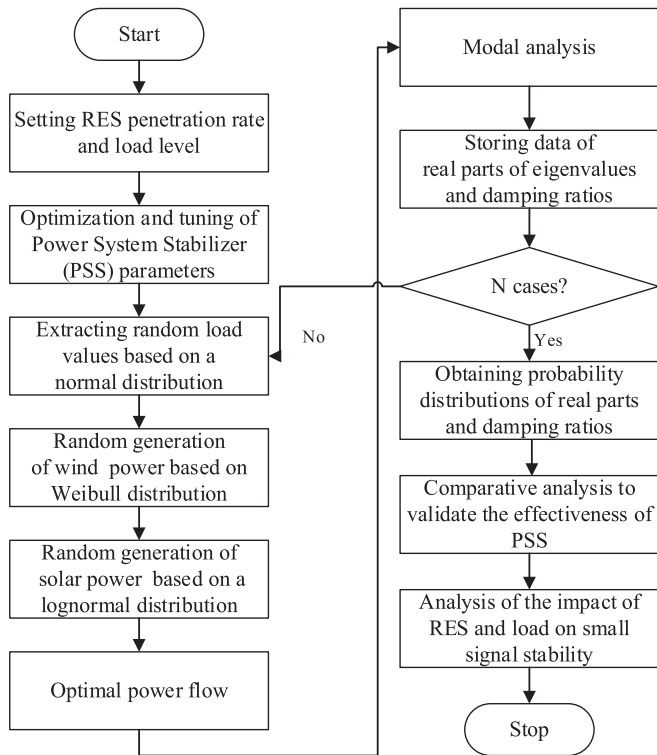 Start
Setting RES penetration rate
and load level
Optimization and tuning of
Power System Stabilizer
(PSS) parameters
Extracting random load
values based on a
normal distribution
Random generation
of wind power based on
Weibull distribution
Random generation of
solar power based on a
lognormal distribution
Optimal power flow
Modal analysis
Storing data of
real parts of eigenvalues
and damping ratios
N cases?
No
Yes
Obtaining probability
distributions of real parts
and damping ratios
Comparative analysis to
validate the effectiveness of
PSS
Analysis of the impact of
RES and load on small
signal stability
Stop